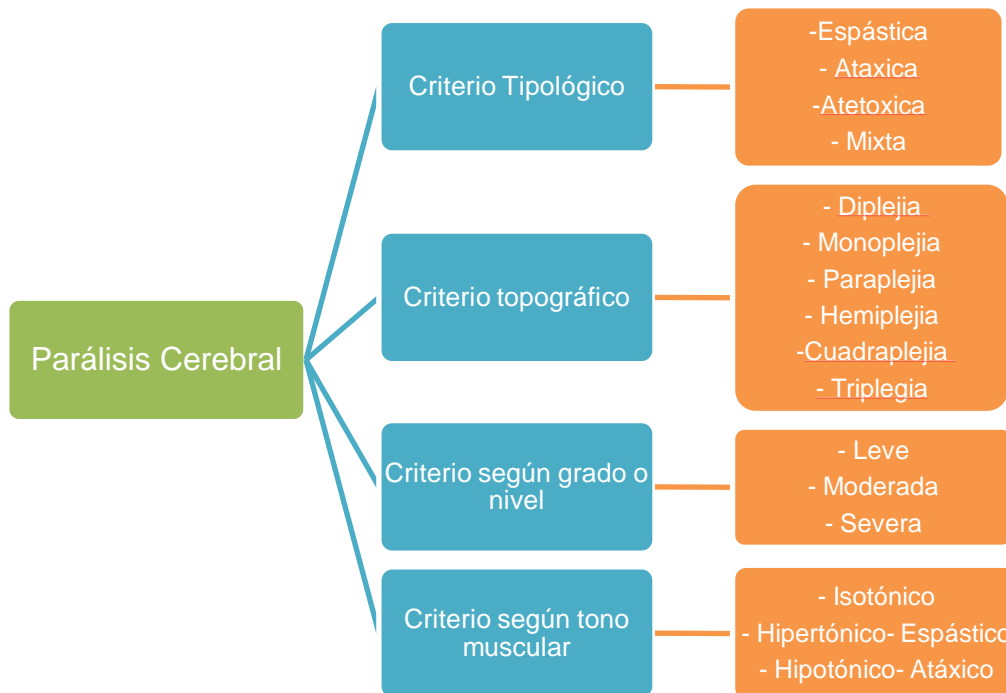 Parálisis Cerebral
Criterio Tipológico
-Espástica
- Ataxica
-Atetoxica
- Mixta
Criterio topográfico
- Diplejia
- Monoplejia
- Paraplejia
- Hemiplejia
-Cuadraplejia
- Triplegia
Criterio según grado o
nivel
- Leve
- Moderada
- Severa
Criterio según tono
muscular
- Isotónico
- Hipertónico- Espástico
- Hipotónico- Atáxico